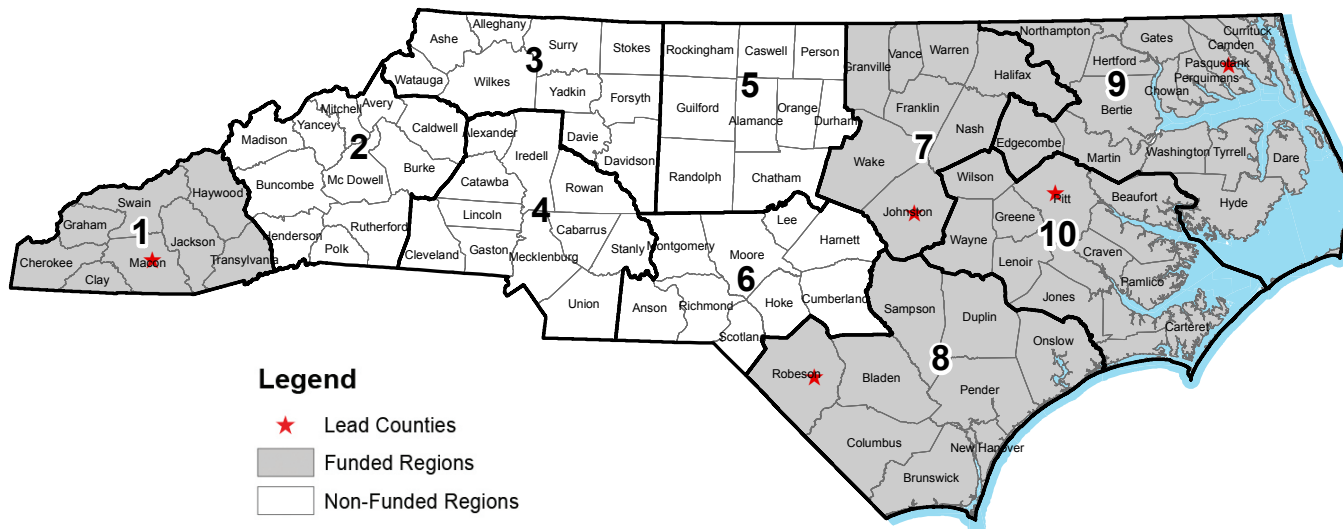 Alleghany
Ashe
Surry
Stokes
Rockingham
Caswell
Person
Granville
Vance
Warren
Northampton
Gates
Currituck
Camden
3
Watauga
Wilkes
Yadkin
Forsyth
5
Guilford
Alamance
Orange
Durham
Halifax
Hertford
9
Pasquotank
Perquimans
Chowan
Bertie
Mitchell
Avery
Yancey
Madison
2
Caldwell
Alexander
Iredell
Davie
Davidson
Franklin
7
Nash
Edgecombe
Martin
Washington
Tyrrell
Dare
Burke
Mc Dowell
Buncombe
Catawba
Rowan
Randolph
Chatham
Wake
Wilson
Pitt
Beaufort
Hyde
Haywood
Swain
Graham
1
Jackson
Cherokee
Macon
Clay
Transylvania
Henderson
Polk
Rutherford
Lincoln
4
Cleveland
Gaston
Cabarrus
Mecklenburg
Stanly
Montgomery
Lee
Moore
Harnett
Johnston
Greene
10
Wayne
Lenoir
Craven
Pamlico
Jones
Carteret
Union
Anson
Richmond
6
Hoke
Cumberland
Scotlan
Sampson
Duplin
Onslow
8
Robeson
Bladen
Pender
Columbus
New Hanover
Brunswick
Legend
Lead Counties
Funded Regions
Non-Funded Regions